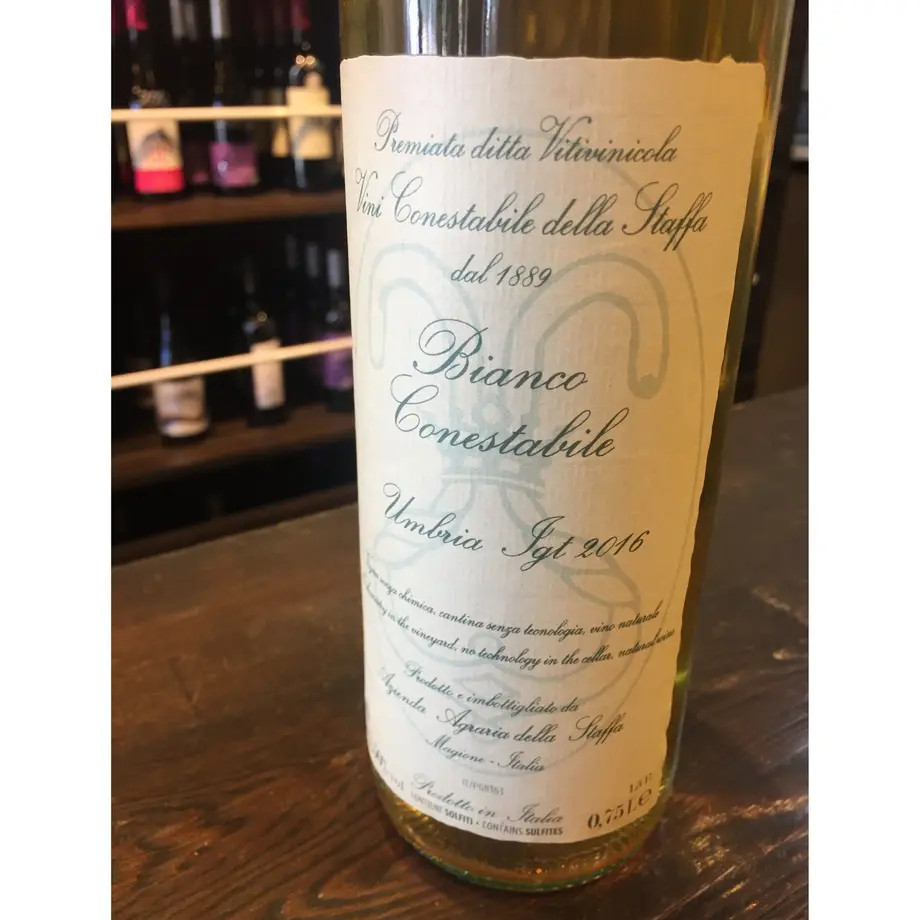 Premiata ditta Vitivinicola
Vini Conestabile della Staffa
dal 1889
Bianco
Conestabile
Umbria Igt 2016
senza chimica, cantina senza tecnologia, vino naturale
in the vineyard, no technology in the cellar, natural wine
Prodotto e imbottigliato da
Azienda Agraria della Staffa
Magione - Italia
Prodotto in Italia
CONTIENE SOLFITI - CONTAINS SULFITES
0,75 L e